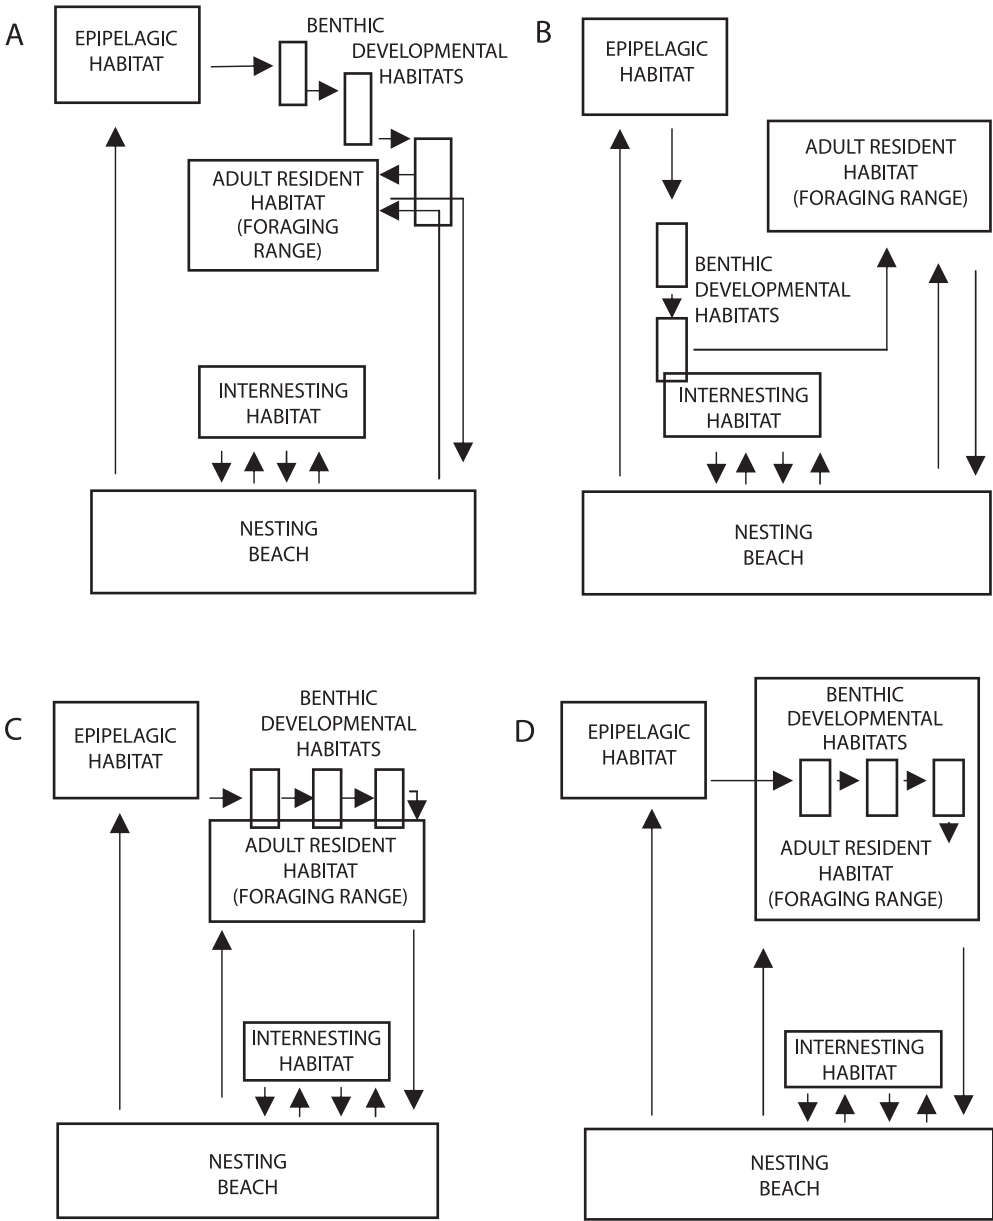 A
EPIPELAGIC
HABITAT
BENTHIC
DEVELOPMENTAL
HABITATS
ADULT RESIDENT
HABITAT
(FORAGING
RANGE)
INTERNESTING
HABITAT
NESTING
BEACH
B
EPIPELAGIC
HABITAT
ADULT RESIDENT
HABITAT
(FORAGING RANGE)
BENTHIC
DEVELOPMENTAL
HABITATS
INTERNESTING
HABITAT
NESTING
BEACH
C
EPIPELAGIC
HABITAT
BENTHIC
DEVELOPMENTAL
HABITATS
ADULT RESIDENT
HABITAT
(FORAGING RANGE)
INTERNESTING
HABITAT
NESTING
BEACH
D
EPIPELAGIC
HABITAT
BENTHIC
DEVELOPMENTAL
HABITATS
ADULT RESIDENT
HABITAT
(FORAGING RANGE)
INTERNESTING
HABITAT
NESTING
BEACH